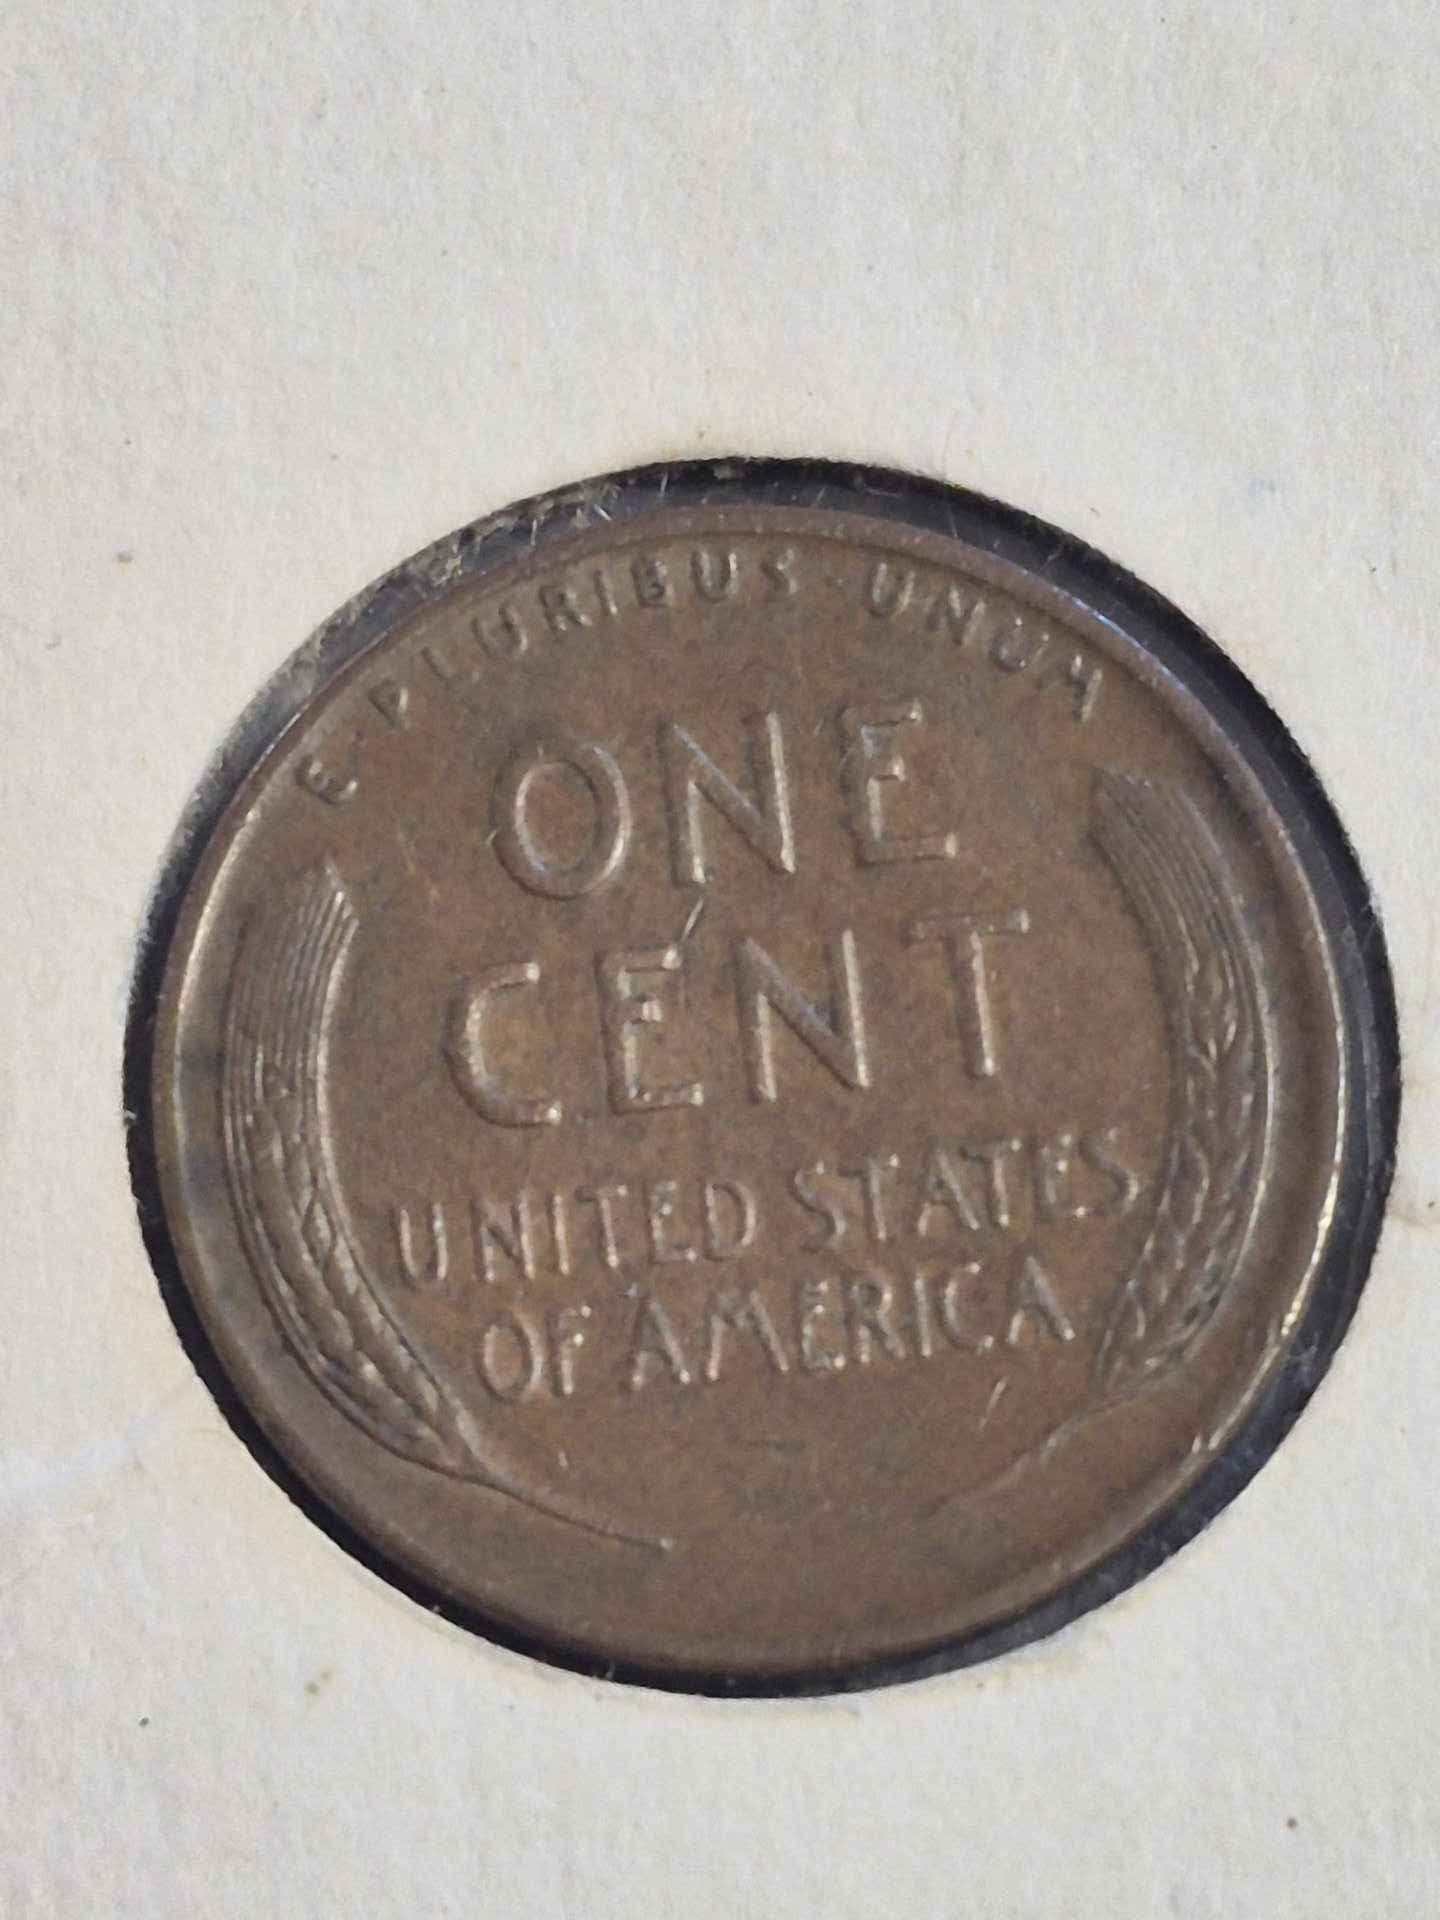 E·PLURIBUS·UNUM
ONE
CENT
UNITED STATES
OF AMERICA